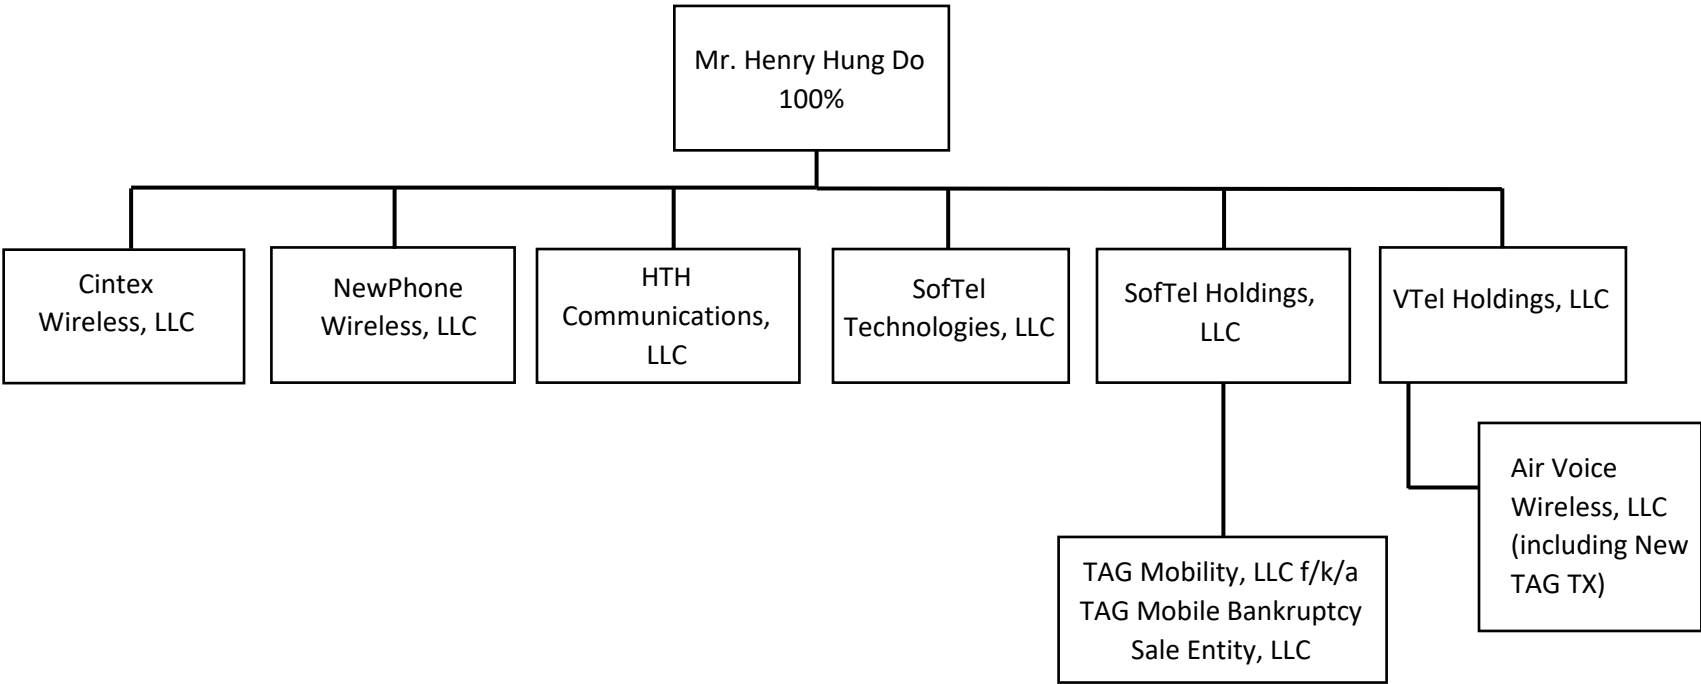 Mr. Henry Hung Do
100%
Cintex
Wireless, LLC
NewPhone
Wireless, LLC
HTH
Communications,
LLC
SofTel
Technologies, LLC
SofTel Holdings,
LLC
VTel Holdings, LLC
Air Voice
Wireless, LLC
(including New
TAG TX)
TAG Mobility, LLC f/k/a
TAG Mobile Bankruptcy
Sale Entity, LLC